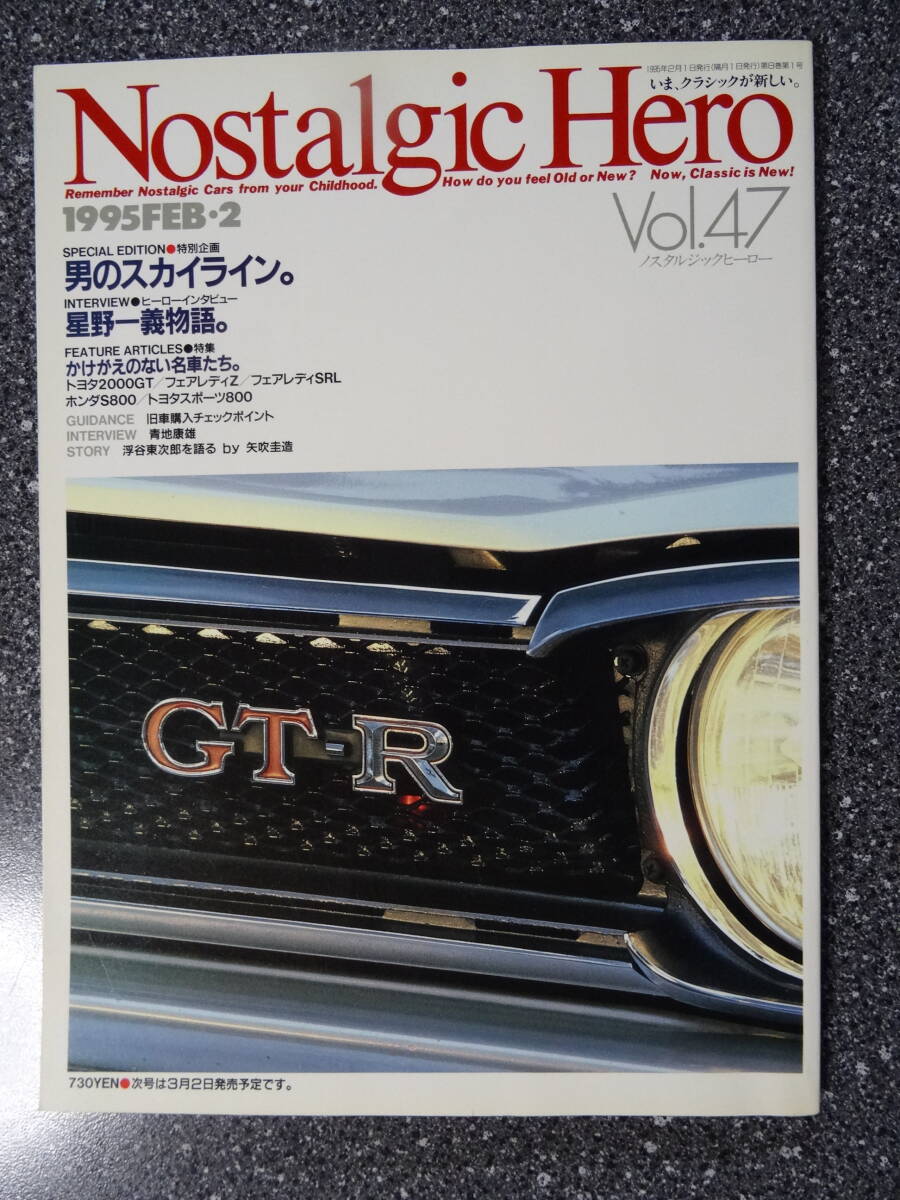 1995年2月1日発行(隔月1日発行)第8巻第1号
いま、クラシックが新しい。
Nostalgic Hero
Remember Nostalgic Cars from your Childhood. How do you feel Old or New? Now, Classic is New!
1995FEB・2
Vol.47
ノスタルジックヒーロー
SPECIAL EDITION●特別企画
男のスカイライン。
INTERVIEW●ヒーローインタビュー
星野一義物語。
FEATURE ARTICLES●特集
かけがえのない名車たち。
トヨタ2000GT/フェアレディZ/フェアレディSRL
ホンダS800/トヨタスポーツ800
GUIDANCE 旧車購入チェックポイント
INTERVIEW 青地康雄
STORY 浮谷東次郎を語る by 矢吹圭造
GT-R
730YEN●次号は3月2日発売予定です。